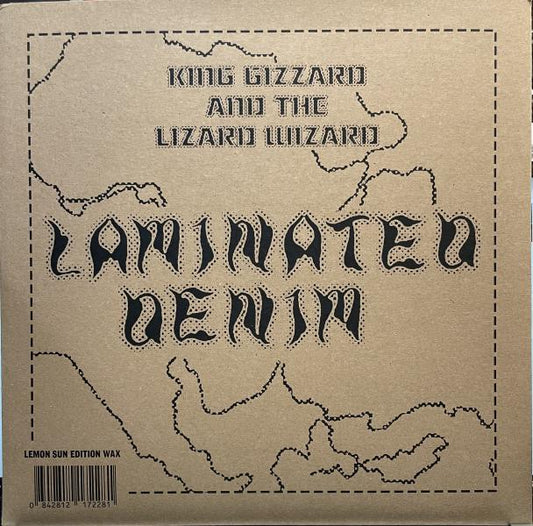 KING GIZZARD
AND THE
LIZARD WIZARD
LAMINATED
DENIM
LEMON SUN EDITION WAX
0 842812 172281